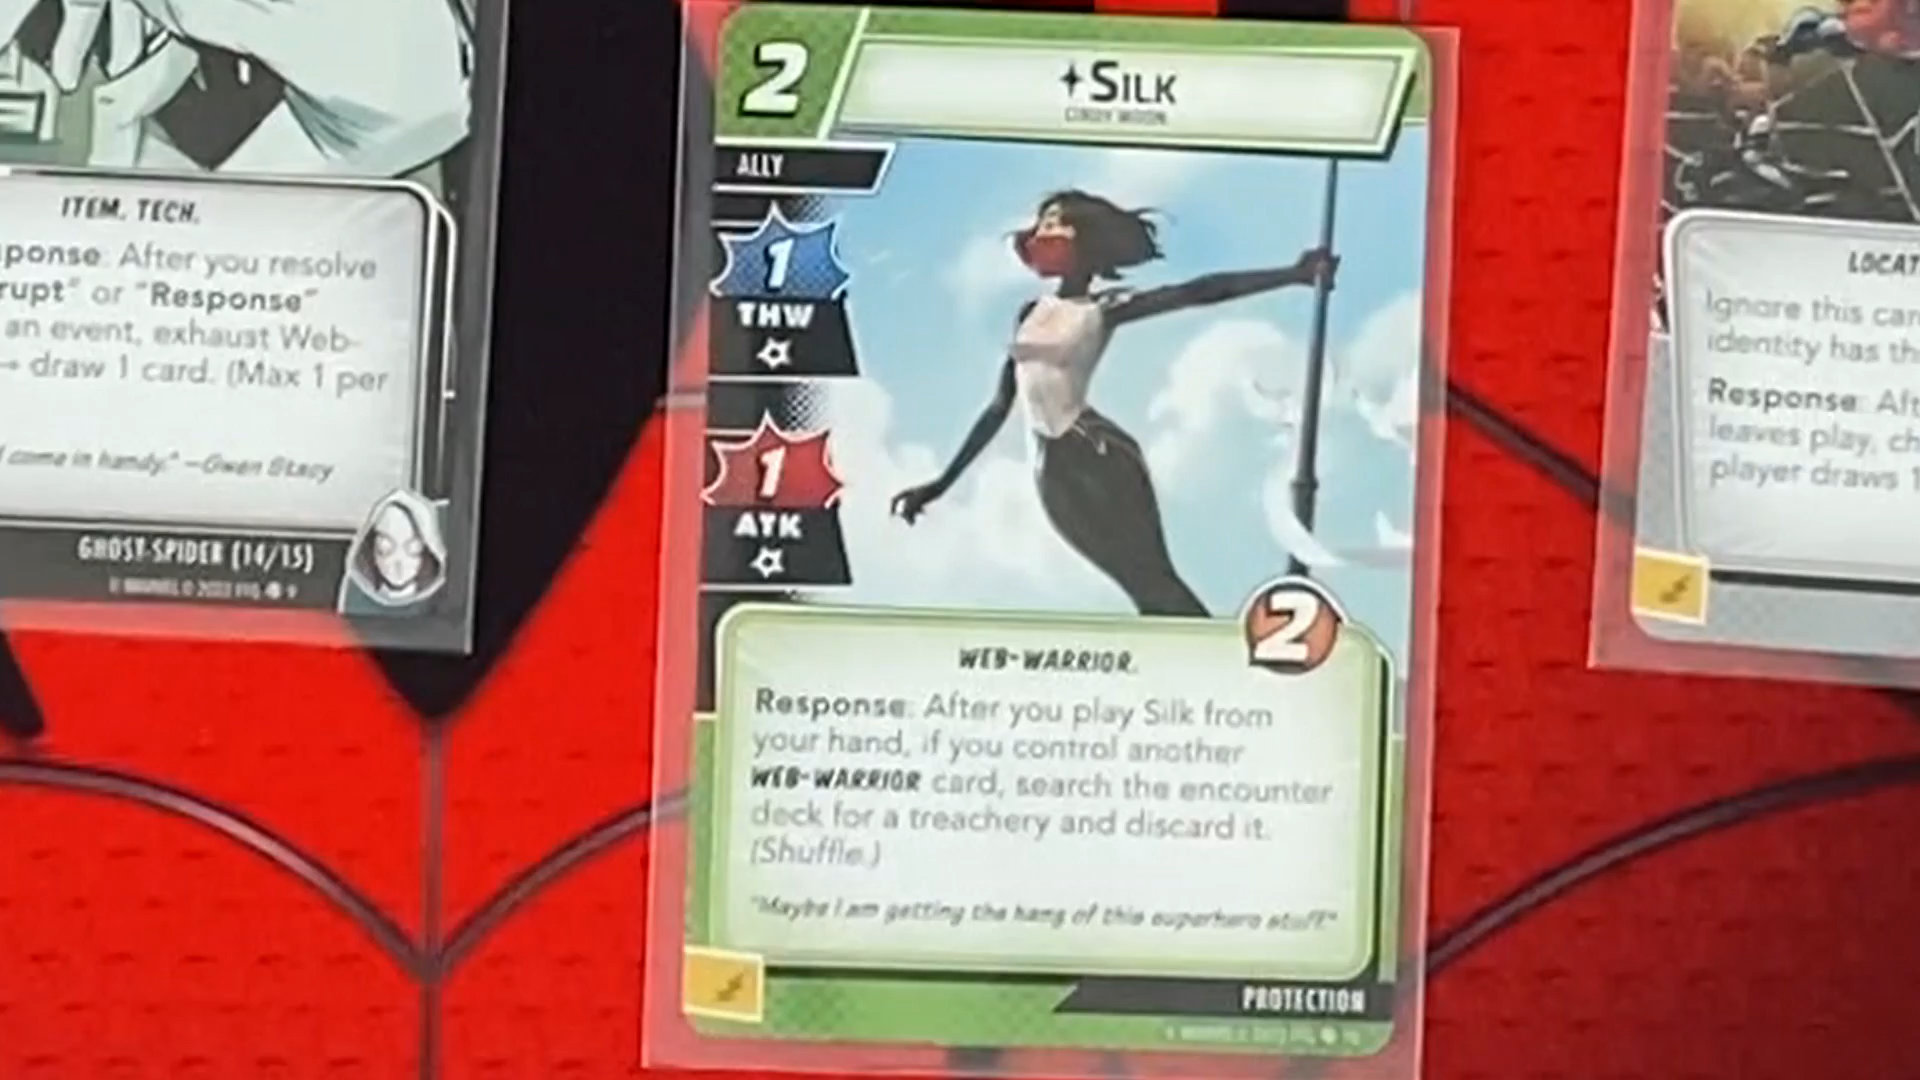 ITEM. TECH.
ponse: After you resolve
rupt" or "Response"
an event, exhaust Web-
→ draw 1 card. (Max 1 per
come in handy." —Gwen Stacy
GHOST-SPIDER (14/15)
2
SILK
CINDY MOON
ALLY
1
THW
1
ATK
2
WEB-WARRIOR.
Response: After you play Silk from
your hand, if you control another
WEB-WARRIOR card, search the encounter
deck for a treachery and discard it.
(Shuffle.)
"Maybe I am getting the hang of this superhero stuff."
PROTECTION
LOCAT
Ignore this car
identity has th
Response: Aft
leaves play, ch
player draws 1